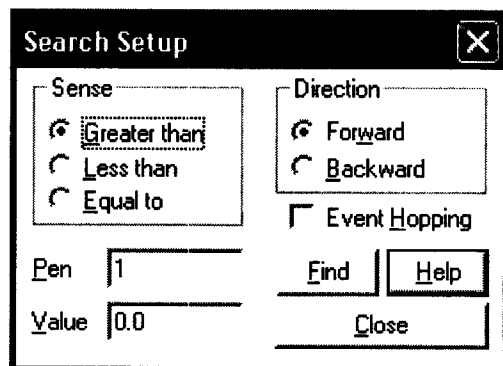 Search Setup
Sense
Greater than
Less than
Equal to
Direction
Forward
Backward
Event Hopping
Pen 1
Value 0.0
Find Help
Close